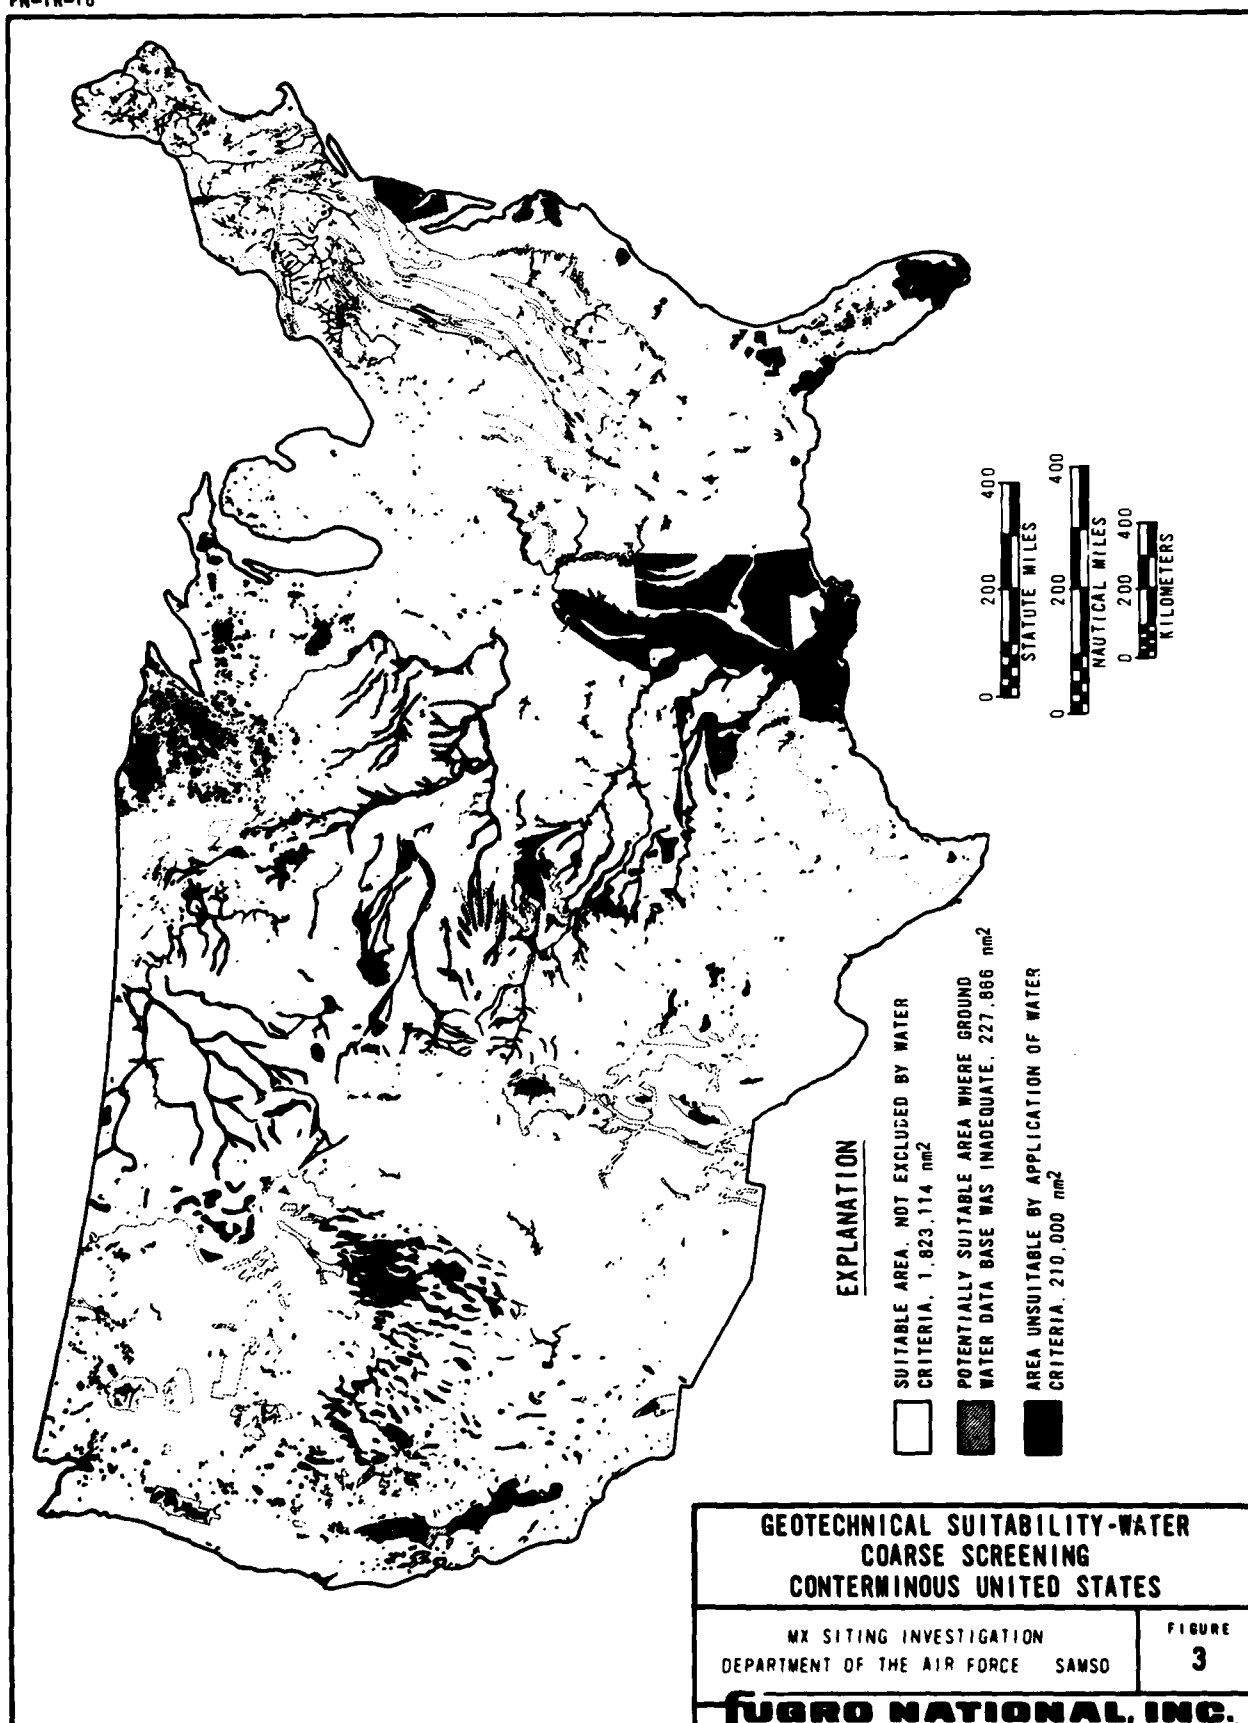 FN-TR-16
400
200
0
STATUTE MILES
400
200
0
NAUTICAL MILES
400
200
0
KILOMETERS
EXPLANATION
SUITABLE AREA, NOT EXCLUDED BY WATER
CRITERIA, 1,823,114 nm2
POTENTIALLY SUITABLE AREA WHERE GROUND
WATER DATA BASE WAS INADEQUATE, 227,866 nm2
AREA UNSUITABLE BY APPLICATION OF WATER
CRITERIA, 210,000 nm2
GEOTECHNICAL SUITABILITY-WATER
COARSE SCREENING
CONTERMINOUS UNITED STATES
MX SITING INVESTIGATION
DEPARTMENT OF THE AIR FORCE SAMSO
FIGURE
3
fUGRO NATIONAL, INC.